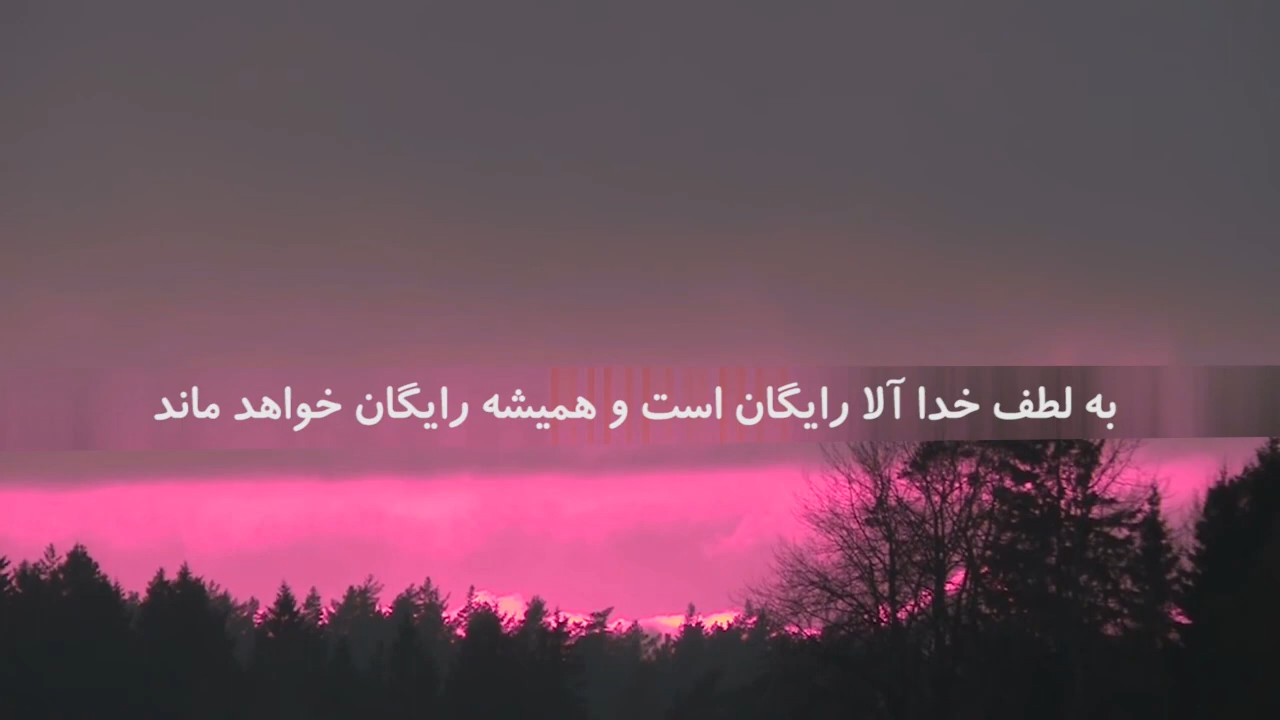 به لطف خدا آلا رایگان است و همیشه رایگان خواهد ماند